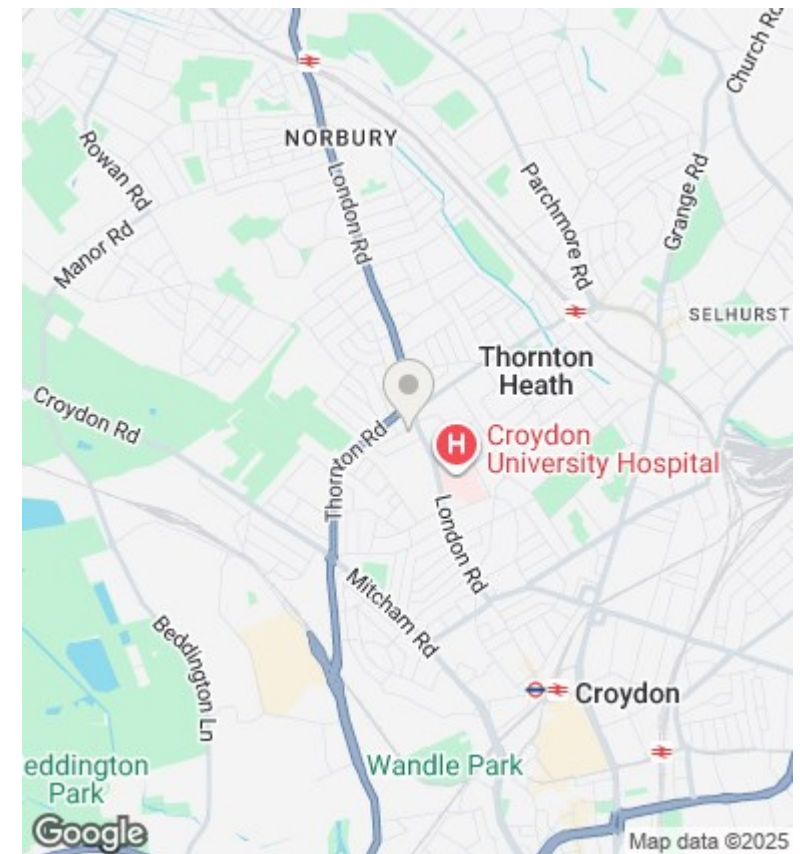 Church Rd
NORBURY
Rowan Rd
London Rd
Parchmore Rd
Grange Rd
Manor Rd
SELHURST
Thornton
Heath
Croydon Rd
Thornton Rd
H
Croydon
University Hospital
London Rd
Mitcham Rd
Beddington Ln
Croydon
eddington
Park
Wandle Park
Google
Map data ©2025